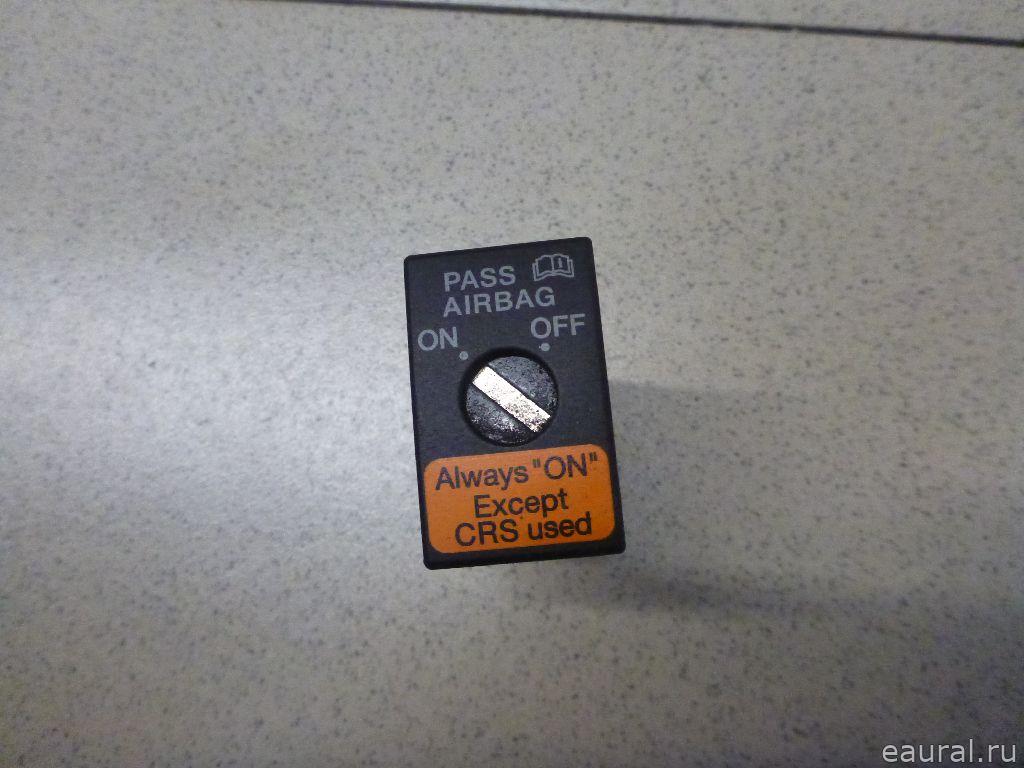 PASS
AIRBAG
ON OFF
Always "ON"
Except
CRS used
eaural.ru